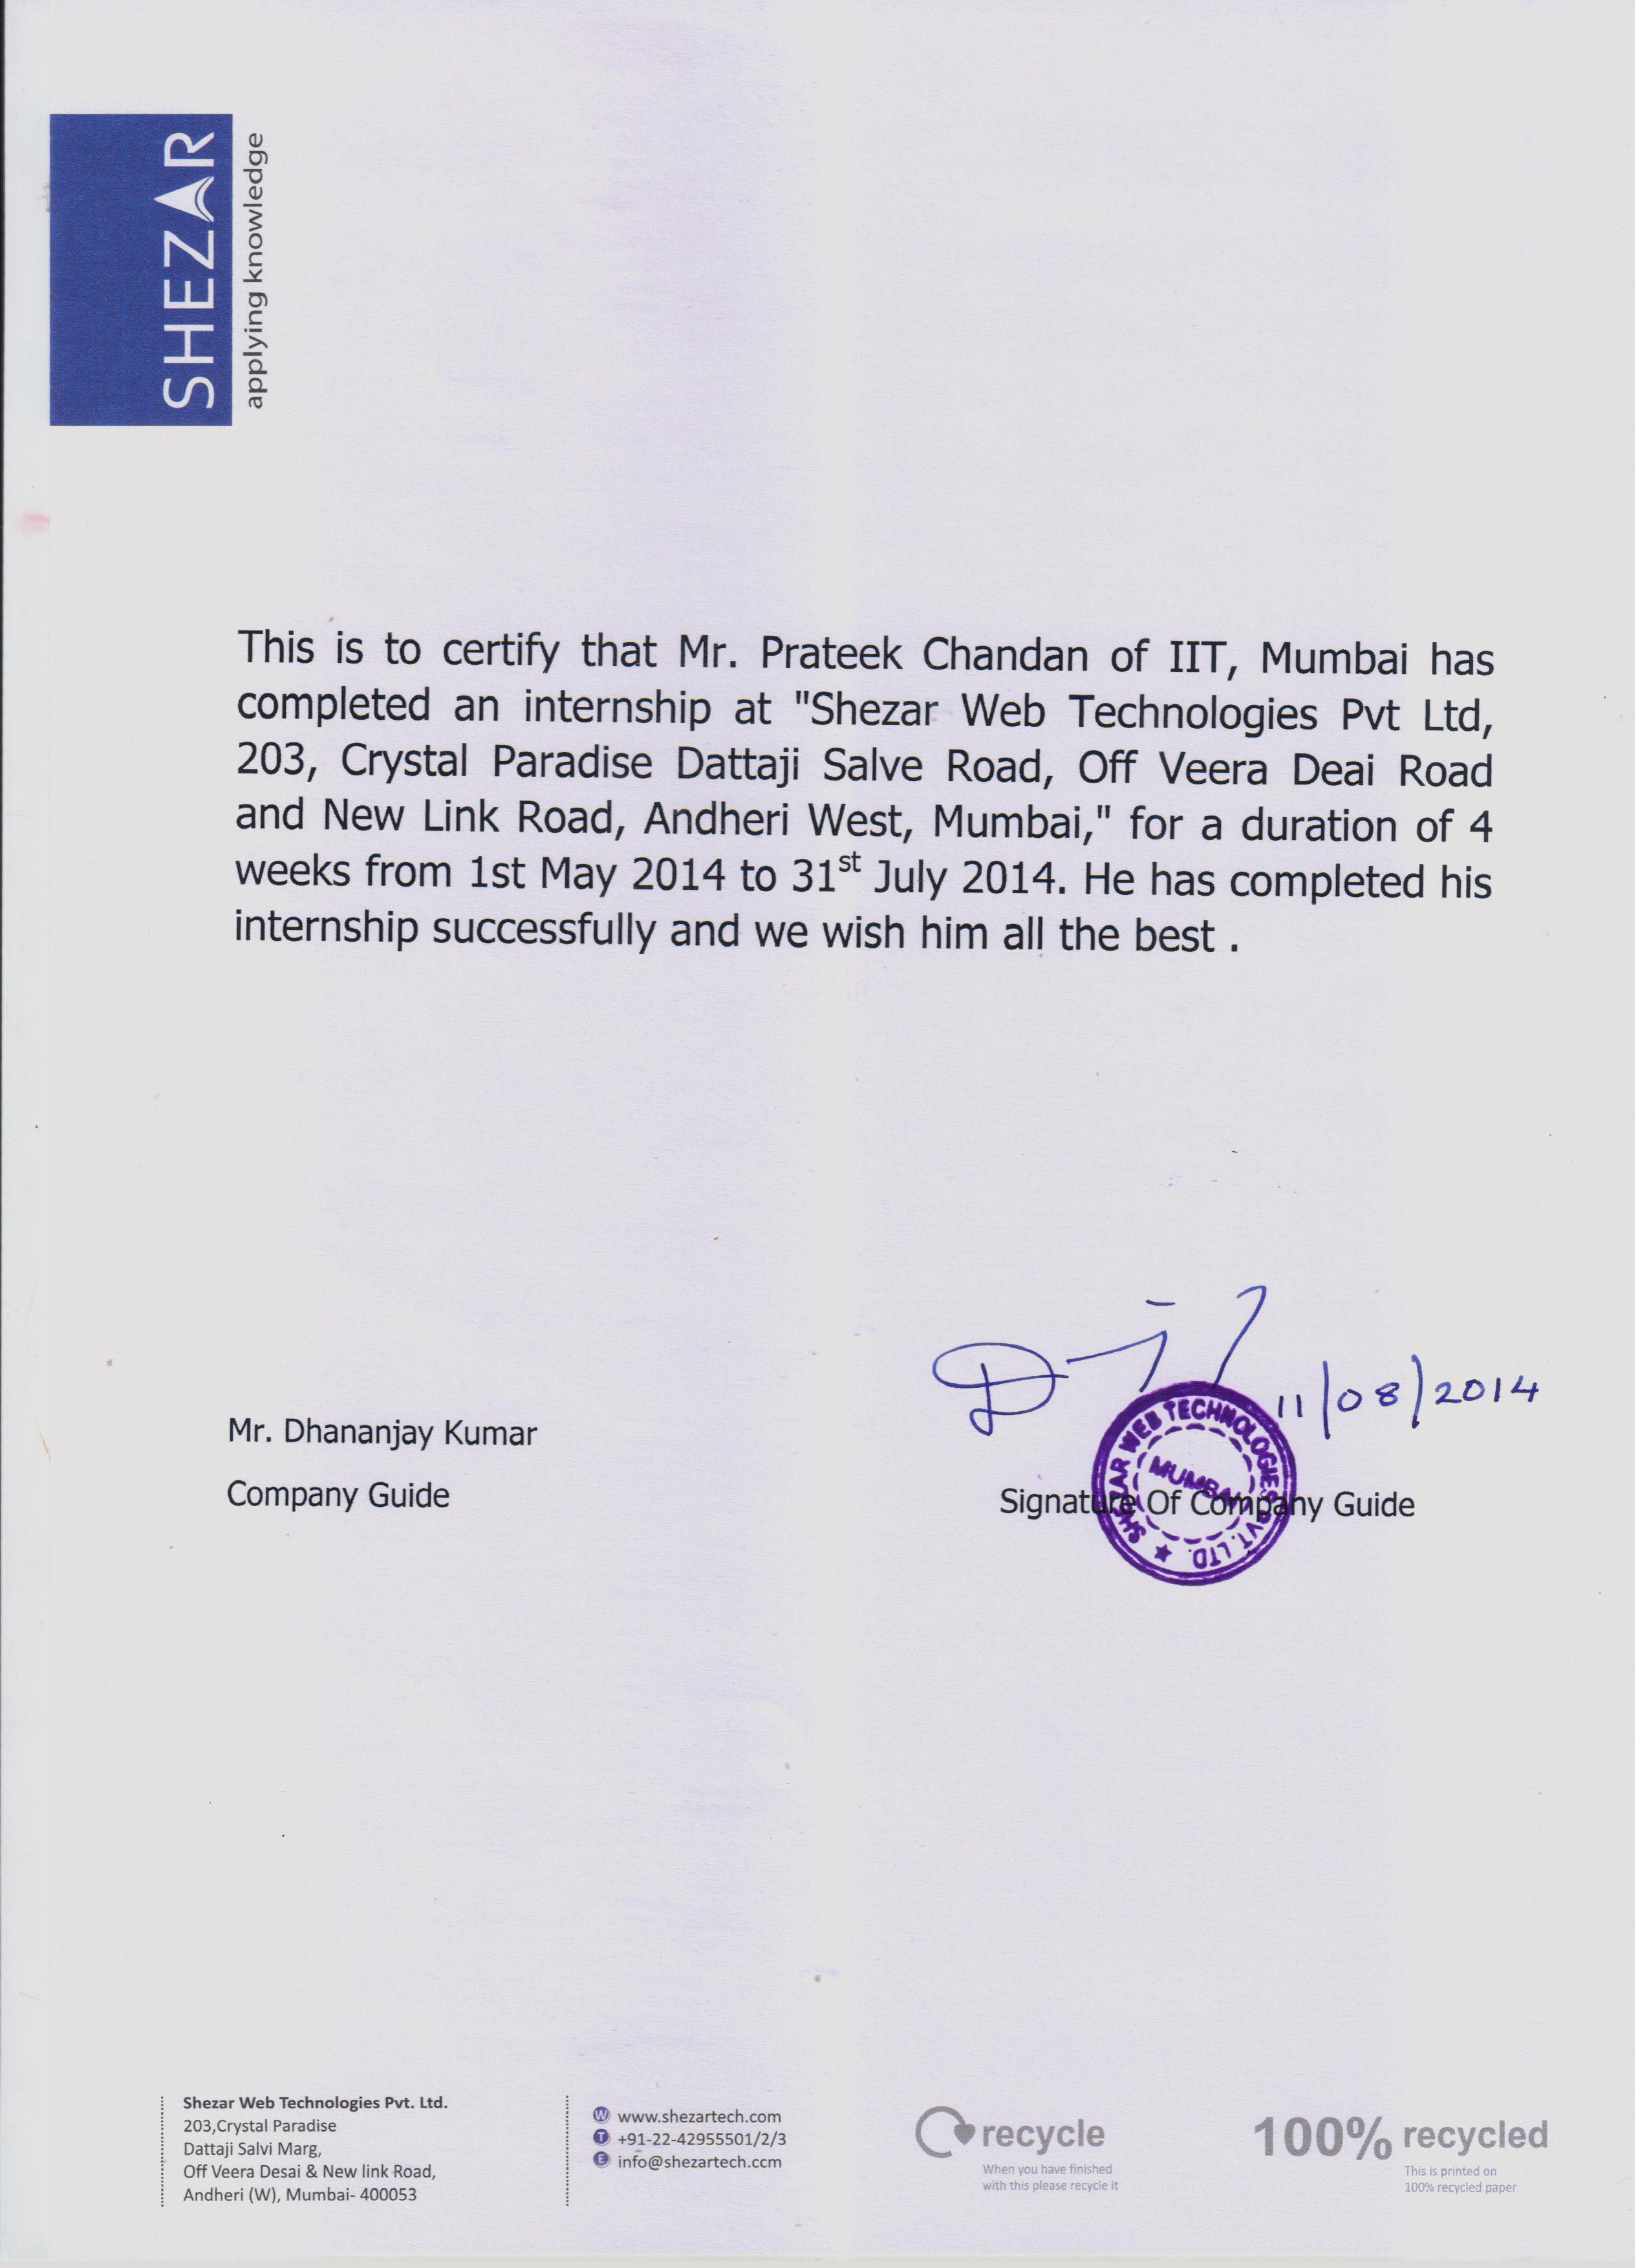 SHEZAR
applying knowledge
This is to certify that Mr. Prateek Chandan of IIT, Mumbai has
completed an internship at "Shezar Web Technologies Pvt Ltd,
203, Crystal Paradise Dattaji Salve Road, Off Veera Deai Road
and New Link Road, Andheri West, Mumbai," for a duration of 4
weeks from 1st May 2014 to 31st July 2014. He has completed his
internship successfully and we wish him all the best .
11/08/2014
Mr. Dhananjay Kumar
Company Guide
SHEZAR WEB TECHNOLOGIES PVT. LTD.
MUMBAI
Signature Of Company Guide
Shezar Web Technologies Pvt. Ltd.
203,Crystal Paradise
Dattaji Salvi Marg,
Off Veera Desai & New link Road,
Andheri (W), Mumbai- 400053
W www.shezartech.com
T +91-22-42955501/2/3
E info@shezartech.com
recycle
When you have finished
with this please recycle it
100% recycled
This is printed on
100% recycled paper